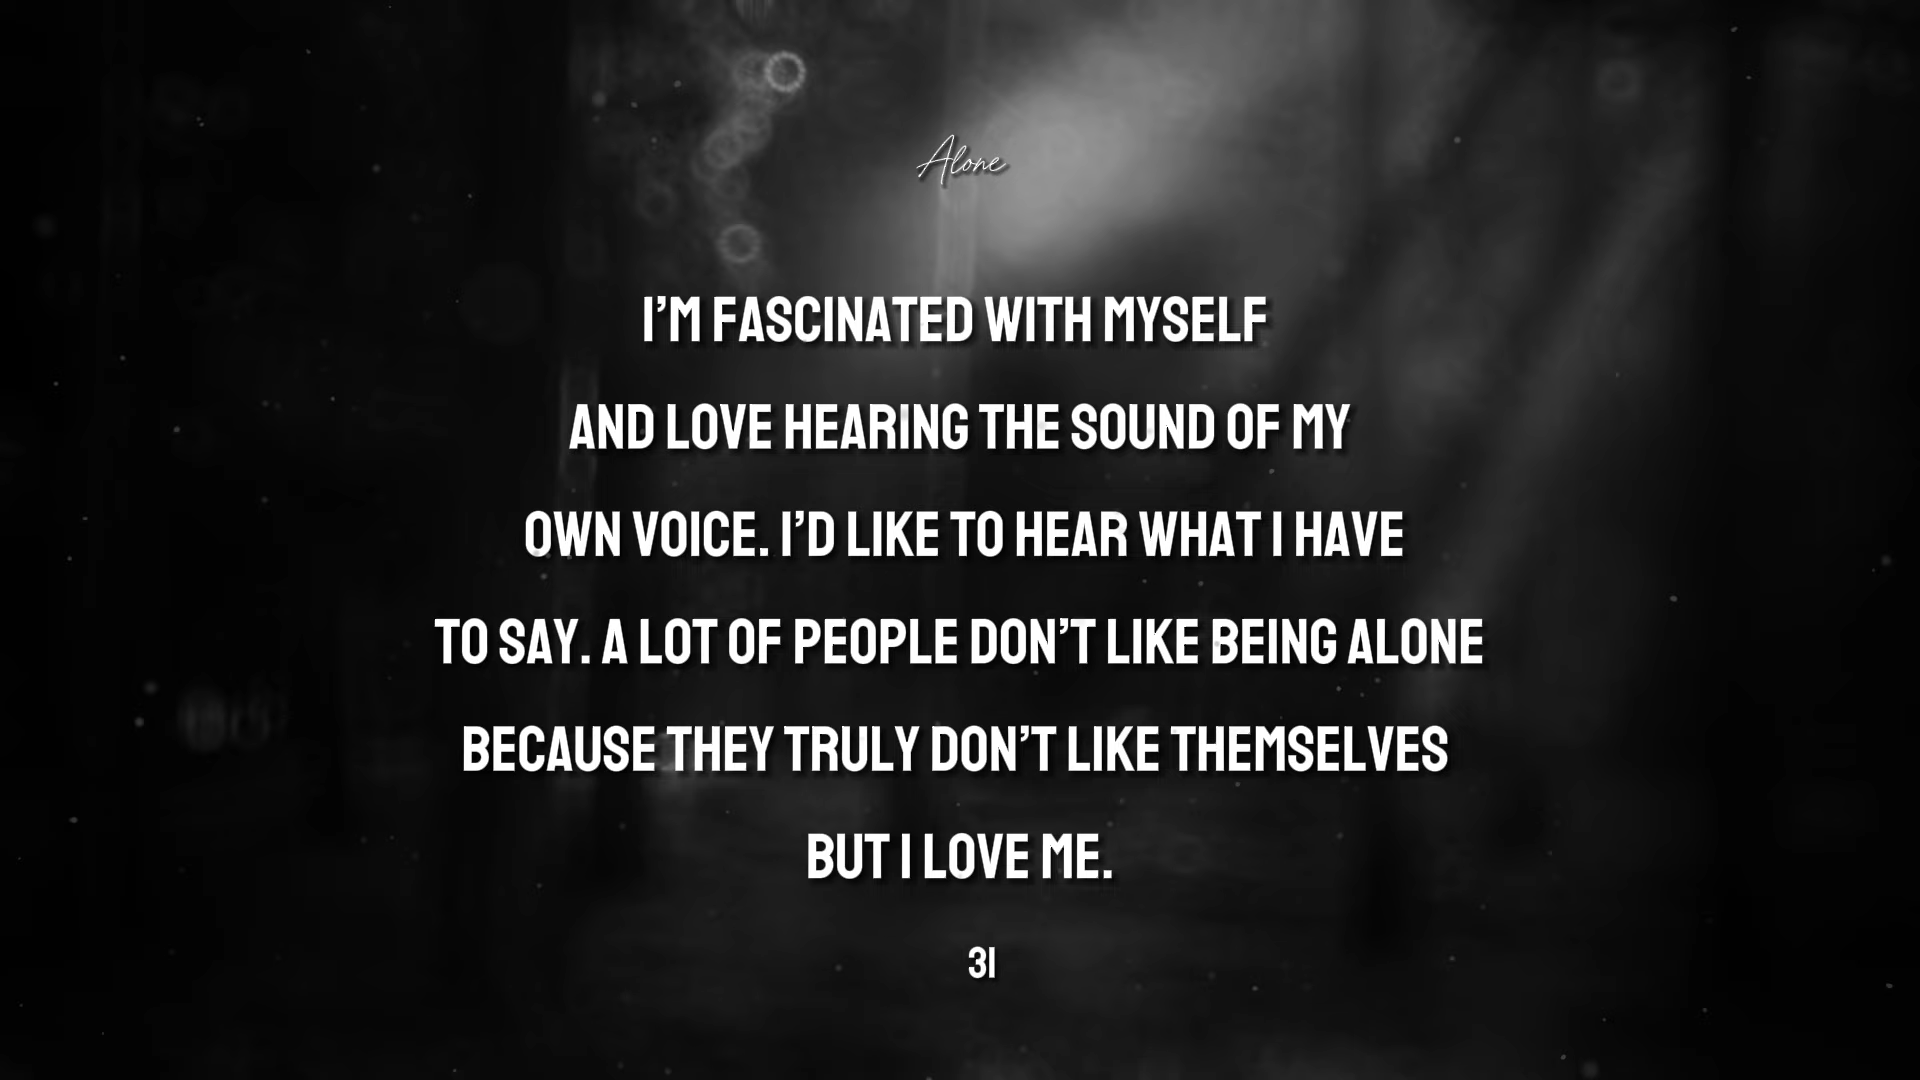 Alone
I’M FASCINATED WITH MYSELF
AND LOVE HEARING THE SOUND OF MY
OWN VOICE. I’D LIKE TO HEAR WHAT I HAVE
TO SAY. A LOT OF PEOPLE DON’T LIKE BEING ALONE
BECAUSE THEY TRULY DON’T LIKE THEMSELVES
BUT I LOVE ME.
31